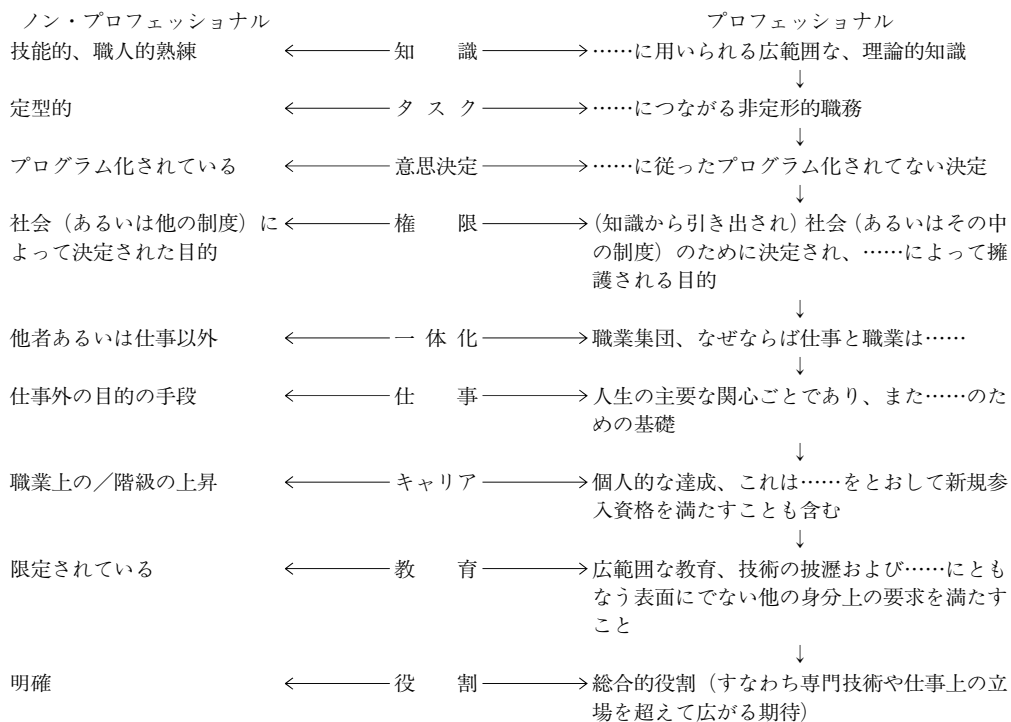 ノン・プロフェッショナル プロフェッショナル
技能的、職人的熟練 ←知 識→ ……に用いられる広範囲な、理論的知識
↓
定型的 ←タ ス ク→ ……につながる非定形的職務
↓
プログラム化されている ←意思決定→ ……に従ったプログラム化されてない決定
↓
社会（あるいは他の制度）に ←権 限→ （知識から引き出され）社会（あるいはその中
よって決定された目的 の制度）のために決定され、……によって擁
護される目的
↓
他者あるいは仕事以外 ←一 体 化→ 職業集団、なぜならば仕事と職業は……
↓
仕事外の目的の手段 ←仕 事→ 人生の主要な関心ごとであり、また……のた
めの基礎
↓
職業上の／階級の上昇 ←キャリア→ 個人的な達成、これは……をとおして新規参
入資格を満たすことも含む
↓
限定されている ←教 育→ 広範囲な教育、技術の披瀝および……にとも
なう表面にでない他の身分上の要求を満たす
こと
↓
明確 ←役 割→ 総合的役割（すなわち専門技術や仕事上の立
場を超えて広がる期待）